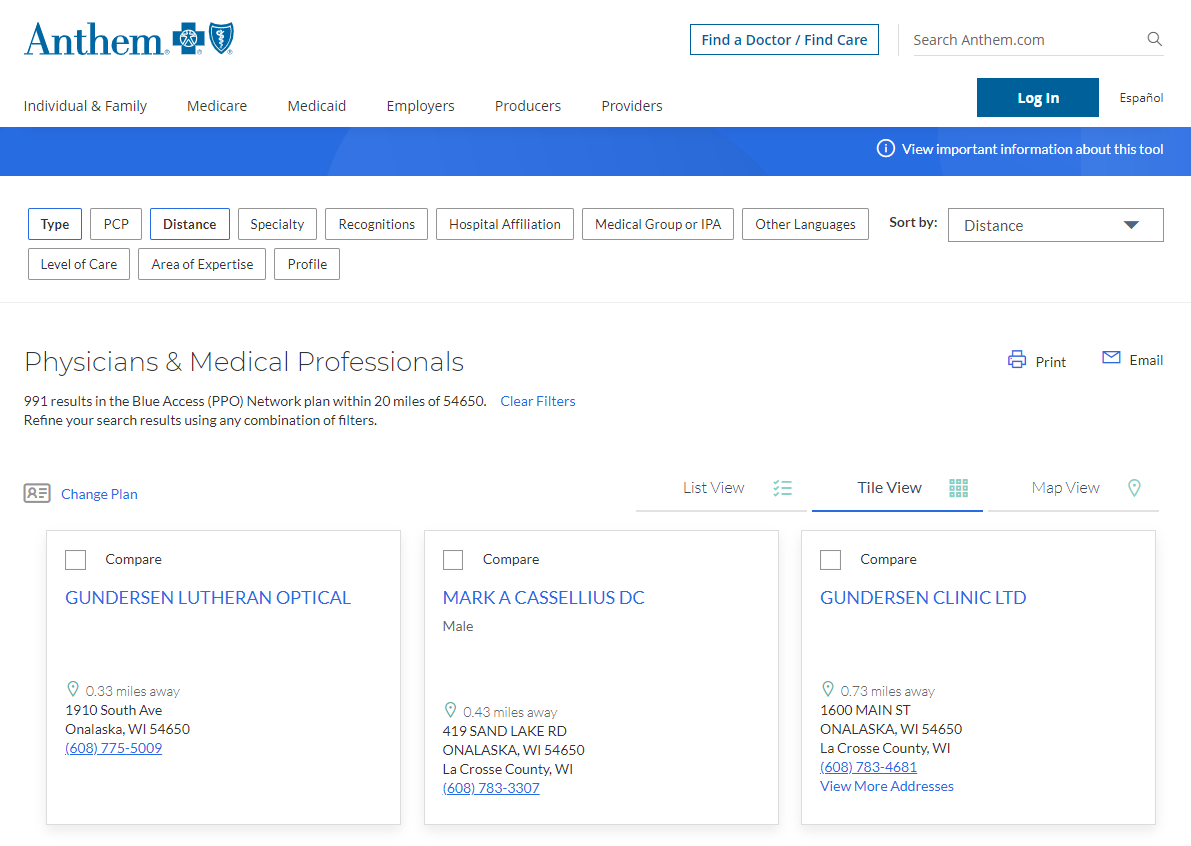 Anthem
Find a Doctor / Find Care
Search Anthem.com
Individual & Family
Medicare
Medicaid
Employers
Producers
Providers
Log In
Español
View important information about this tool
Type
PCP
Distance
Specialty
Recognitions
Hospital Affiliation
Medical Group or IPA
Other Languages
Sort by:
Distance
Level of Care
Area of Expertise
Profile
Physicians & Medical Professionals
Print
Email
991 results in the Blue Access (PPO) Network plan within 20 miles of 54650. Clear Filters
Refine your search results using any combination of filters.
Change Plan
List View
Tile View
Map View
Compare
GUNDERSEN LUTHERAN OPTICAL
0.33 miles away
1910 South Ave
Onalaska, WI 54650
(608) 775-5009
Compare
MARK A CASSELLIUS DC
Male
0.43 miles away
419 SAND LAKE RD
ONALASKA, WI 54650
La Crosse County, WI
(608) 783-3307
Compare
GUNDERSEN CLINIC LTD
0.73 miles away
1600 MAIN ST
ONALASKA, WI 54650
La Crosse County, WI
(608) 783-4681
View More Addresses